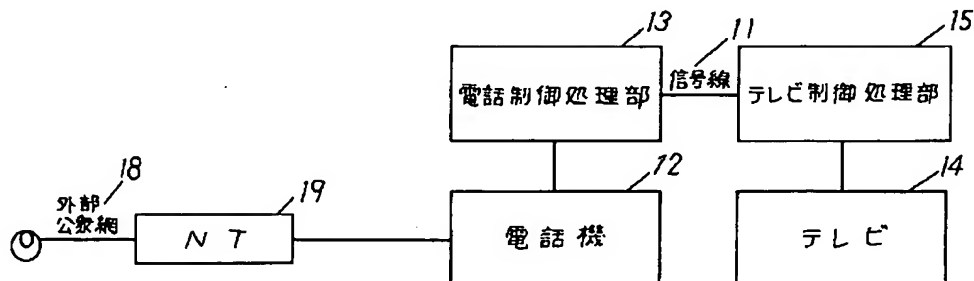 13
11
15
電話制御処理部
信号線
テレビ制御処理部
18
外部
公衆網
19
NT
12
電話機
14
テレビ